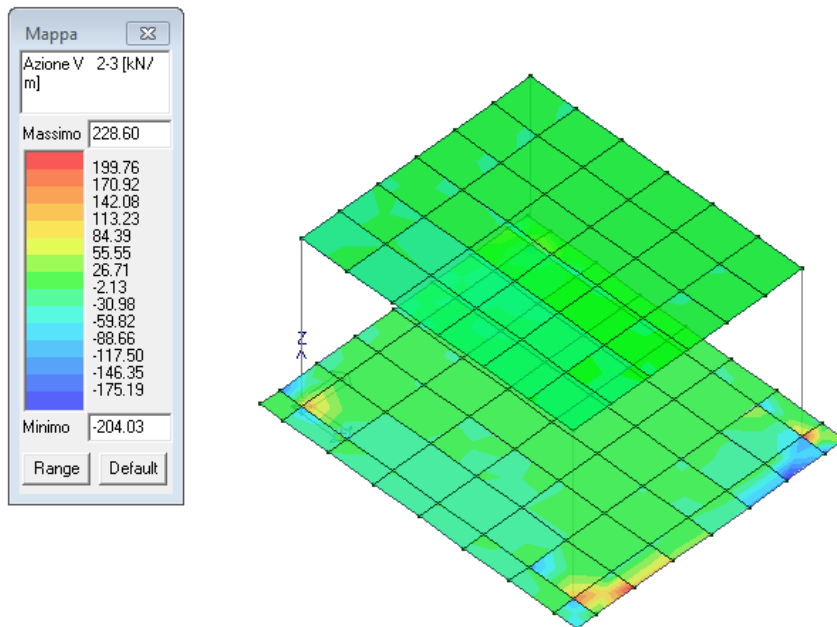 Mappa
Azione V 2-3 [kN/
m]
Massimo 228.60
199.76
170.92
142.08
113.23
84.39
55.55
26.71
-2.13
-30.98
-59.82
-88.66
-117.50
-146.35
-175.19
Minimo -204.03
Range Default
Z